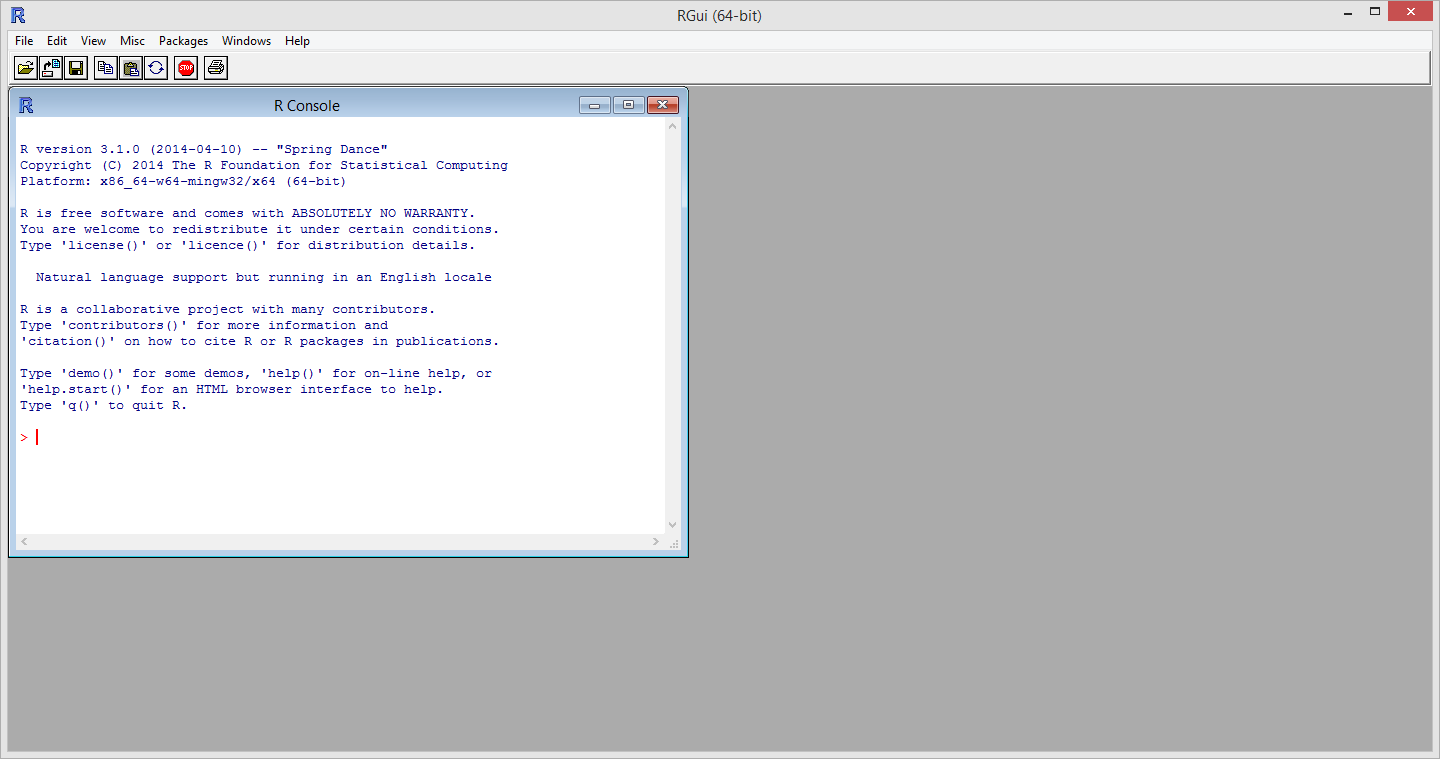 RGui (64-bit)
File Edit View Misc Packages Windows Help
STOP
R Console
R version 3.1.0 (2014-04-10) -- "Spring Dance"
Copyright (C) 2014 The R Foundation for Statistical Computing
Platform: x86_64-w64-mingw32/x64 (64-bit)
R is free software and comes with ABSOLUTELY NO WARRANTY.
You are welcome to redistribute it under certain conditions.
Type 'license()' or 'licence()' for distribution details.
Natural language support but running in an English locale
R is a collaborative project with many contributors.
Type 'contributors()' for more information and
'citation()' on how to cite R or R packages in publications.
Type 'demo()' for some demos, 'help()' for on-line help, or
'help.start()' for an HTML browser interface to help.
Type 'q()' to quit R.
>